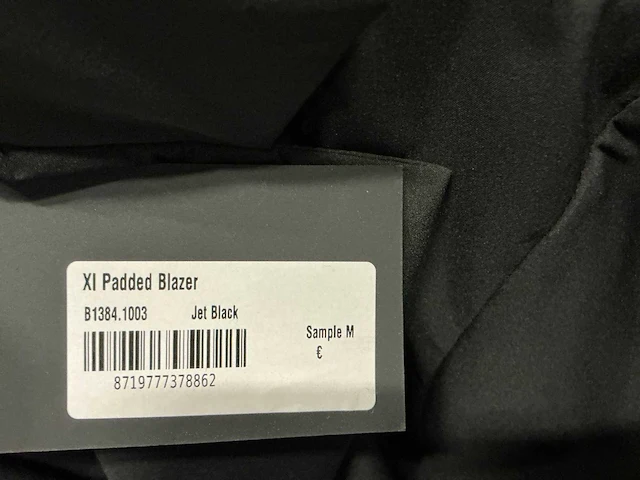 XI Padded Blazer
B1384.1003 Jet Black
Sample M
€
8719777378862